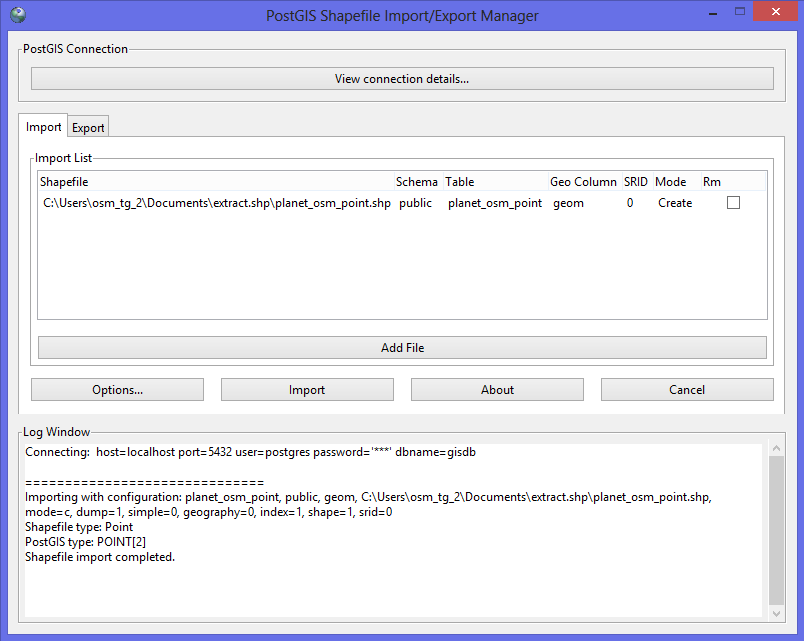 PostGIS Shapefile Import/Export Manager
PostGIS Connection
View connection details...
Import Export
Import List
Shapefile Schema Table Geo Column SRID Mode Rm
C:\Users\osm_tg_2\Documents\extract.shp\planet_osm_point.shp public planet_osm_point geom 0 Create
Add File
Options... Import About Cancel
Log Window
Connecting: host=localhost port=5432 user=postgres password='***' dbname=gisdb
==============================
Importing with configuration: planet_osm_point, public, geom, C:\Users\osm_tg_2\Documents\extract.shp\planet_osm_point.shp,
mode=c, dump=1, simple=0, geography=0, index=1, shape=1, srid=0
Shapefile type: Point
PostGIS type: POINT[2]
Shapefile import completed.